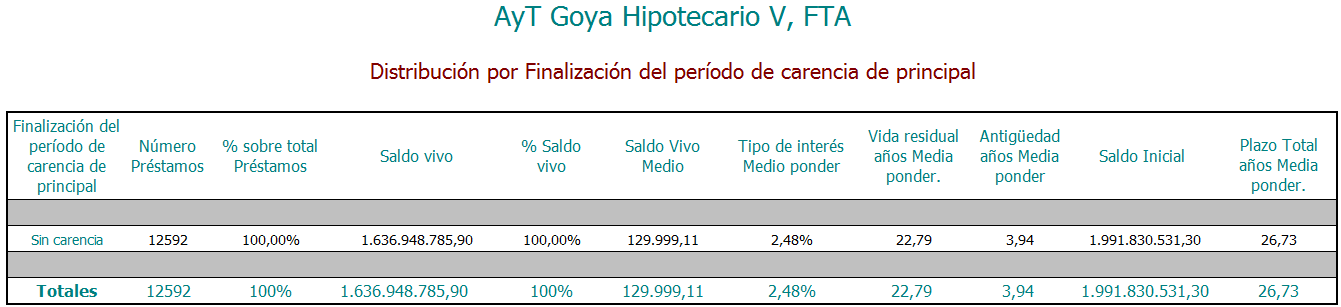 AyT Goya Hipotecario V, FTA
Distribución por Finalización del período de carencia de principal
Finalización del período de carencia de principal
Número Préstamos
% sobre total Préstamos
Saldo vivo
% Saldo vivo
Saldo Vivo Medio
Tipo de interés Medio ponder
Vida residual años Media ponder.
Antigüedad años Media ponder
Saldo Inicial
Plazo Total años Media ponder.
Sin carencia 12592 100,00% 1.636.948.785,90 100,00% 129.999,11 2,48% 22,79 3,94 1.991.830.531,30 26,73
Totales 12592 100% 1.636.948.785,90 100% 129.999,11 2,48% 22,79 3,94 1.991.830.531,30 26,73